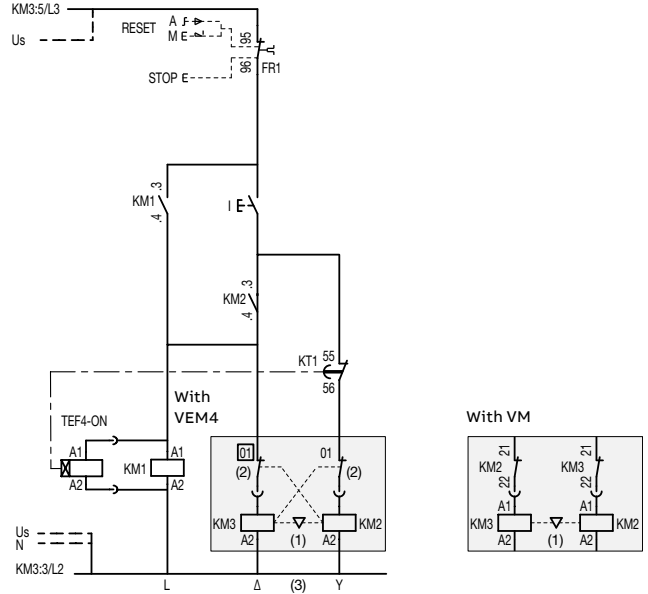 KM3:5/L3
Us
RESET
A
M
95
96
FR1
STOP
KM1
.3
.4
I
KM2
.3
.4
KT1
55
56
With
VEM4
TEF4-ON
A1
A2
KM1
A1
A2
01
(2)
01
(2)
KM3
A2
(1)
KM2
A2
With VM
KM2
21
22
KM3
21
22
A1
A1
KM3
A2
(1)
KM2
A2
Us
N
KM3:3/L2
L
Δ
(3)
Y